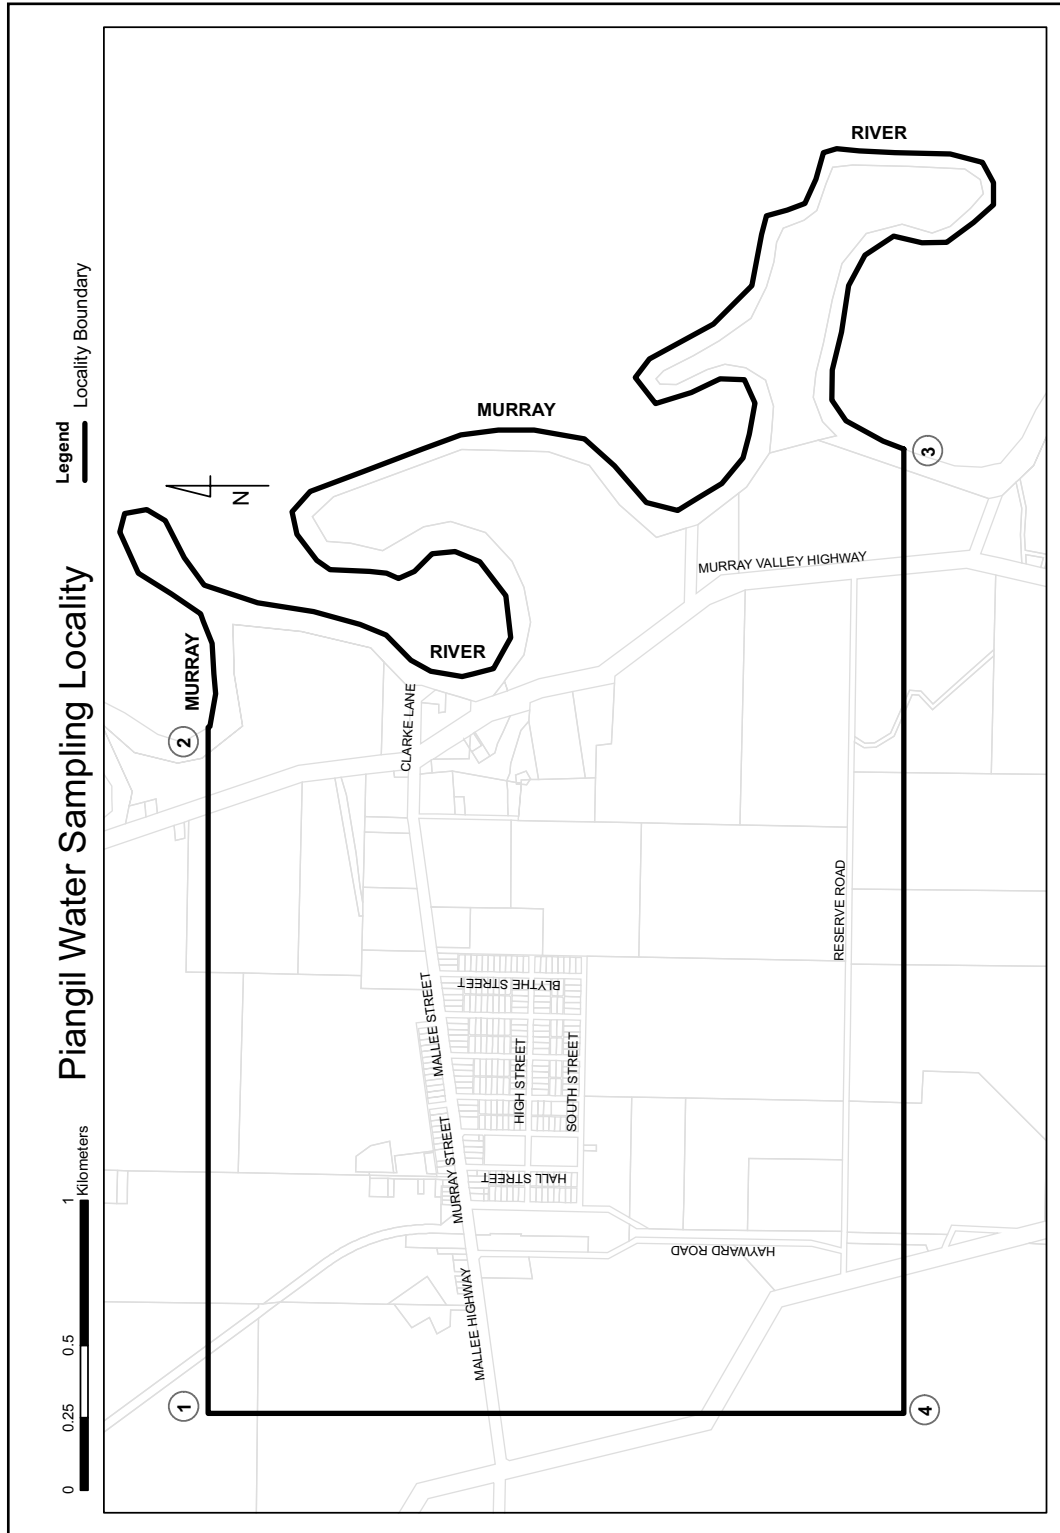 Piangil Water Sampling Locality
0 0.25 0.5 1
Kilometers
Legend
Locality Boundary
N
1
2
MURRAY
RIVER
MURRAY
RIVER
3
4
CLARKE LANE
MURRAY VALLEY HIGHWAY
MALLEE STREET
MURRAY STREET
MALLEE HIGHWAY
BLYTHE STREET
HIGH STREET
SOUTH STREET
HALL STREET
HAYWARD ROAD
RESERVE ROAD